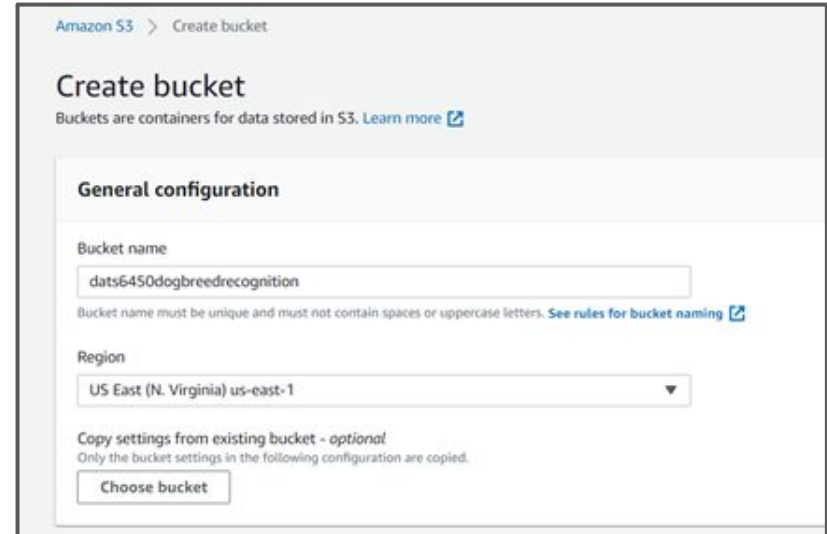 Amazon S3 > Create bucket
Create bucket
Buckets are containers for data stored in S3. Learn more
General configuration
Bucket name
dats6450dogbreedrecognition
Bucket name must be unique and must not contain spaces or uppercase letters. See rules for bucket naming
Region
US East (N. Virginia) us-east-1
Copy settings from existing bucket - optional
Only the bucket settings in the following configuration are copied.
Choose bucket